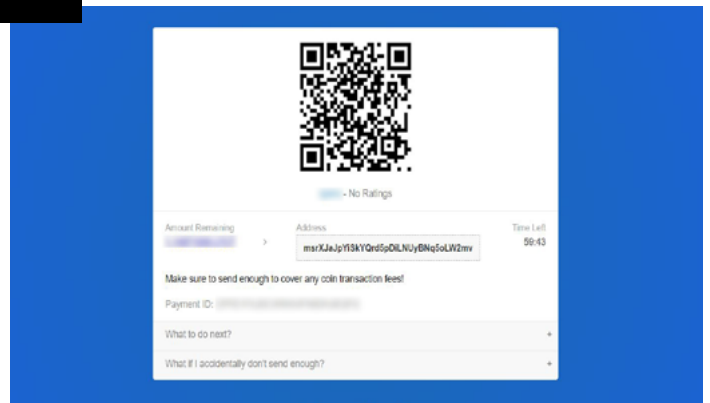 - No Ratings
Amount Remaining
Address
Time Left
msrXJaJpYiSkYQrd5pDiLNUyBNq5oLW2mv
59:43
Make sure to send enough to cover any coin transaction fees!
Payment ID:
What to do next?
What if I accidentally don't send enough?